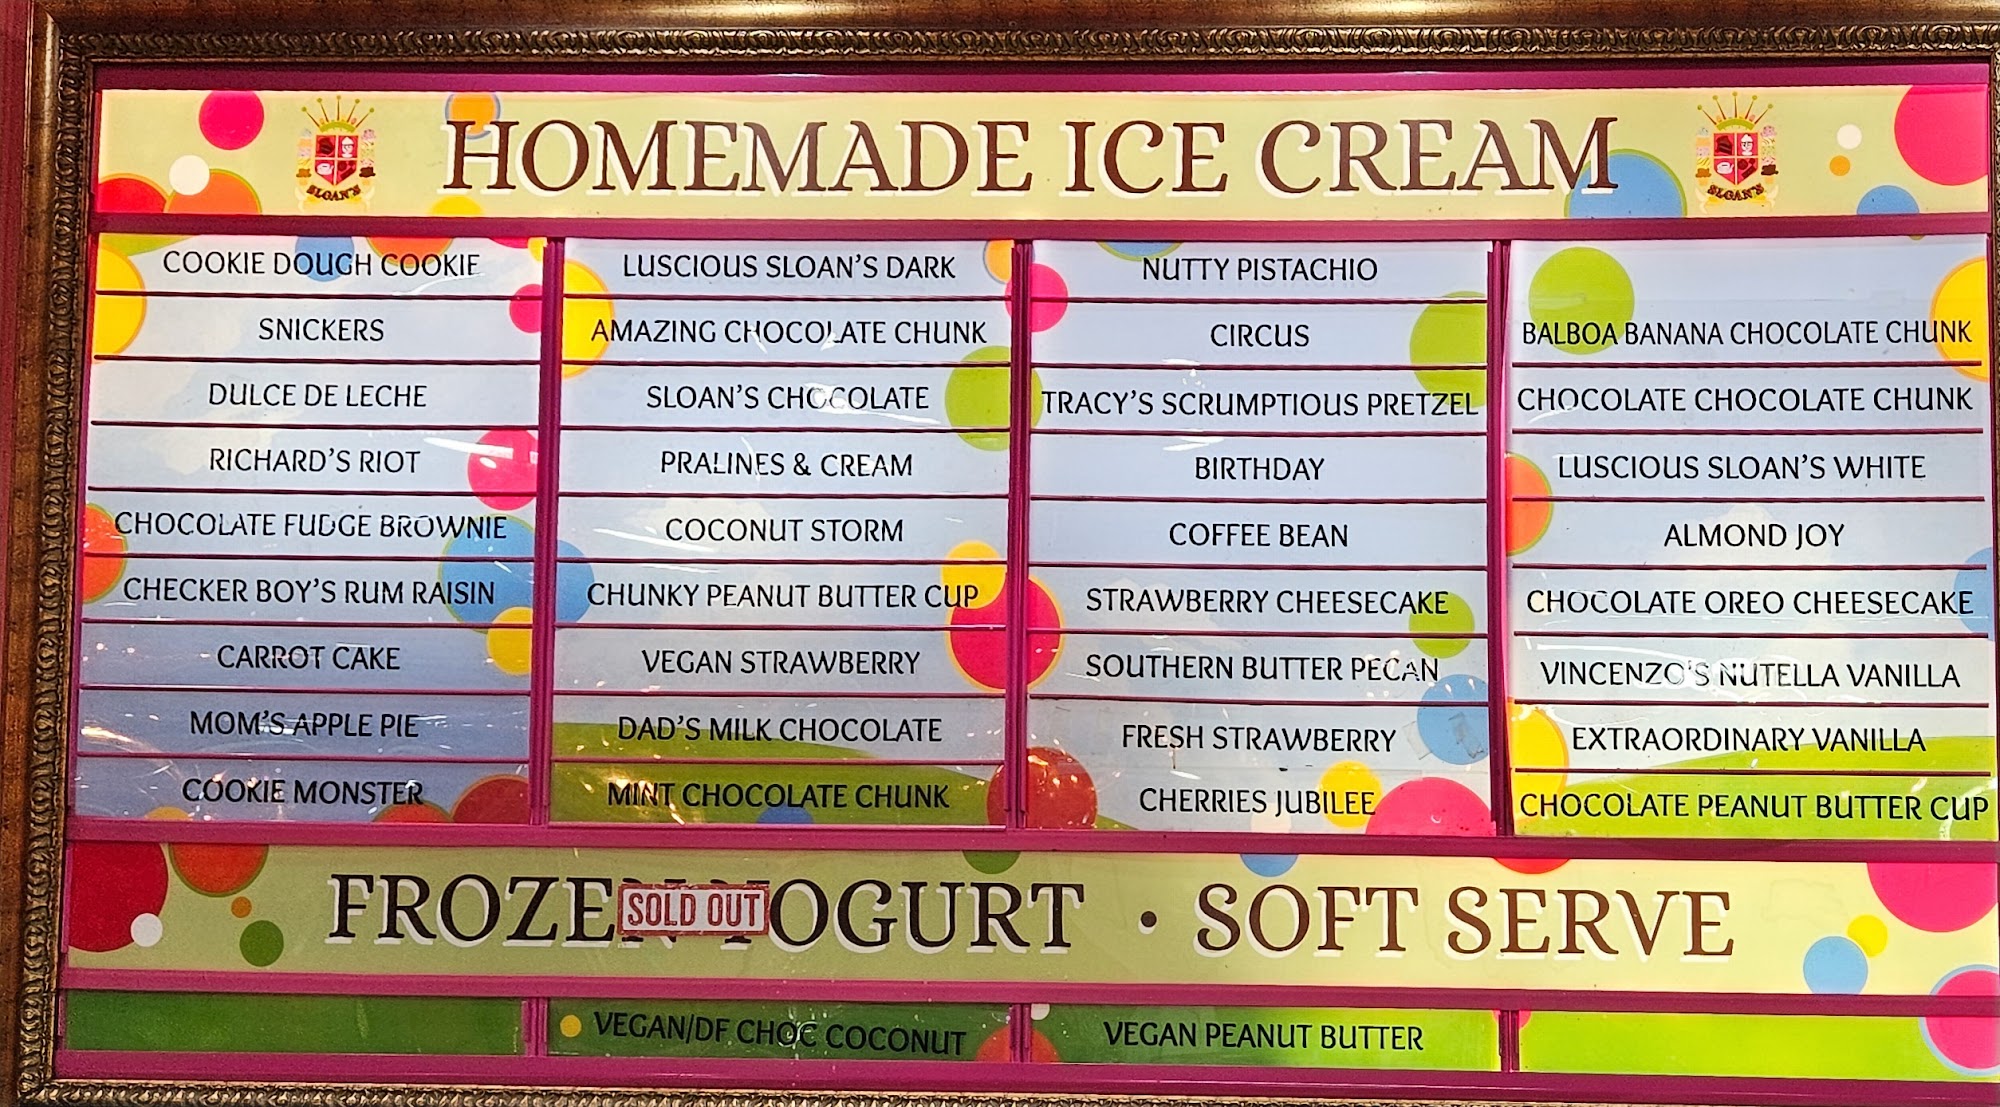 HOMEMADE ICE CREAM
SLOAN'S
SLOAN'S
COOKIE DOUGH COOKIE
SNICKERS
DULCE DE LECHE
RICHARD'S RIOT
CHOCOLATE FUDGE BROWNIE
CHECKER BOY'S RUM RAISIN
CARROT CAKE
MOM'S APPLE PIE
COOKIE MONSTER
LUSCIOUS SLOAN'S DARK
AMAZING CHOCOLATE CHUNK
SLOAN'S CHOCOLATE
PRALINES & CREAM
COCONUT STORM
CHUNKY PEANUT BUTTER CUP
VEGAN STRAWBERRY
DAD'S MILK CHOCOLATE
MINT CHOCOLATE CHUNK
NUTTY PISTACHIO
CIRCUS
TRACY'S SCRUMPTIOUS PRETZEL
BIRTHDAY
COFFEE BEAN
STRAWBERRY CHEESECAKE
SOUTHERN BUTTER PECAN
FRESH STRAWBERRY
CHERRIES JUBILEE
BALBOA BANANA CHOCOLATE CHUNK
CHOCOLATE CHOCOLATE CHUNK
LUSCIOUS SLOAN'S WHITE
ALMOND JOY
CHOCOLATE OREO CHEESECAKE
VINCENZO'S NUTELLA VANILLA
EXTRAORDINARY VANILLA
CHOCOLATE PEANUT BUTTER CUP
FROZEN YOGURT • SOFT SERVE
SOLD OUT
VEGAN/DF CHOC COCONUT
VEGAN PEANUT BUTTER